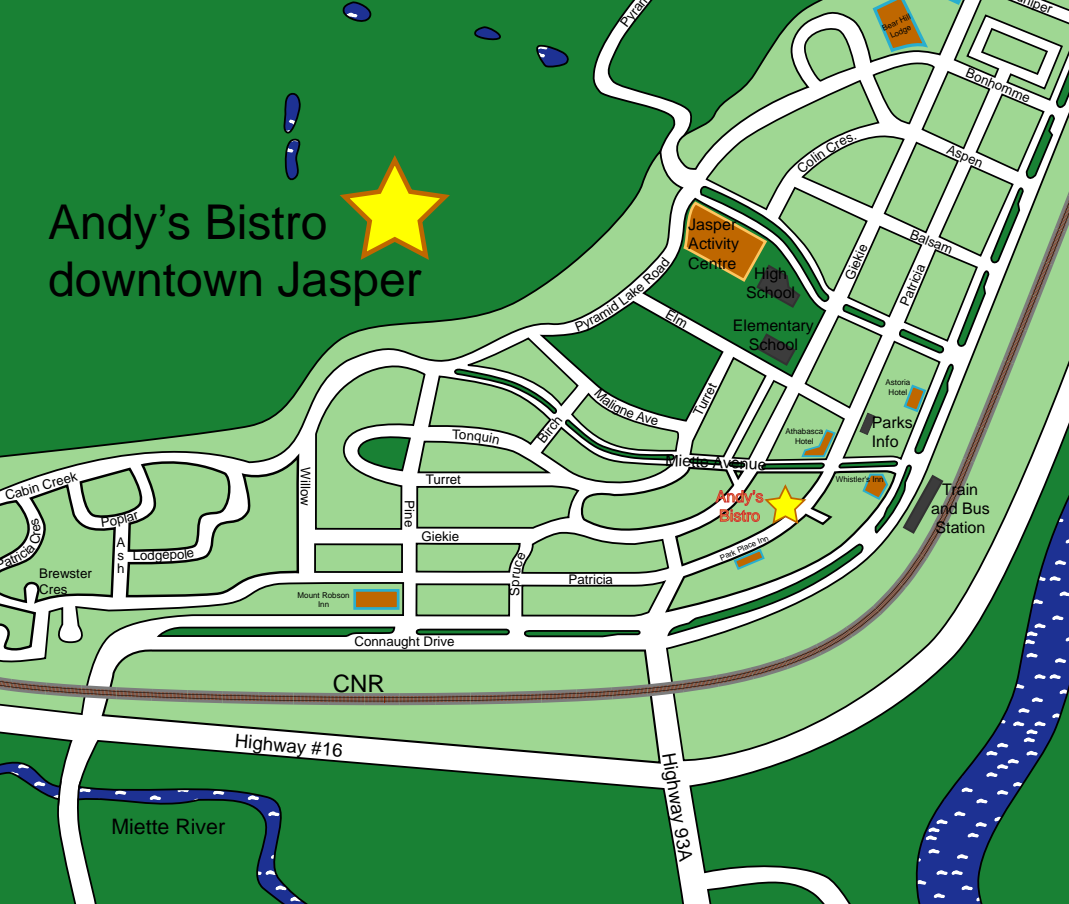 Pyram
uniper
Bear Hill
Lodge
Bonhomme
Colin Cres.
Aspen
Andy's Bistro
downtown Jasper
Jasper
Activity
Centre
Balsam
Giekie
High
School
Patricia
Pyramid Lake Road
Elm
Elementary
School
Astoria
Hotel
Turret
Maligne Ave
Parks
Info
Birch
Athabasca
Hotel
Tonquin
Miette Avenue
Willow
Turret
Whistler's Inn
Cabin Creek
Andy's
Bistro
Train
and Bus
Station
Pine
Poplar
Patricia Cres
Giekie
Ash
Lodgepole
Park Place Inn
Spruce
Patricia
Brewster
Cres
Mount Robson
Inn
Connaught Drive
CNR
Highway #16
Highway 93A
Miette River